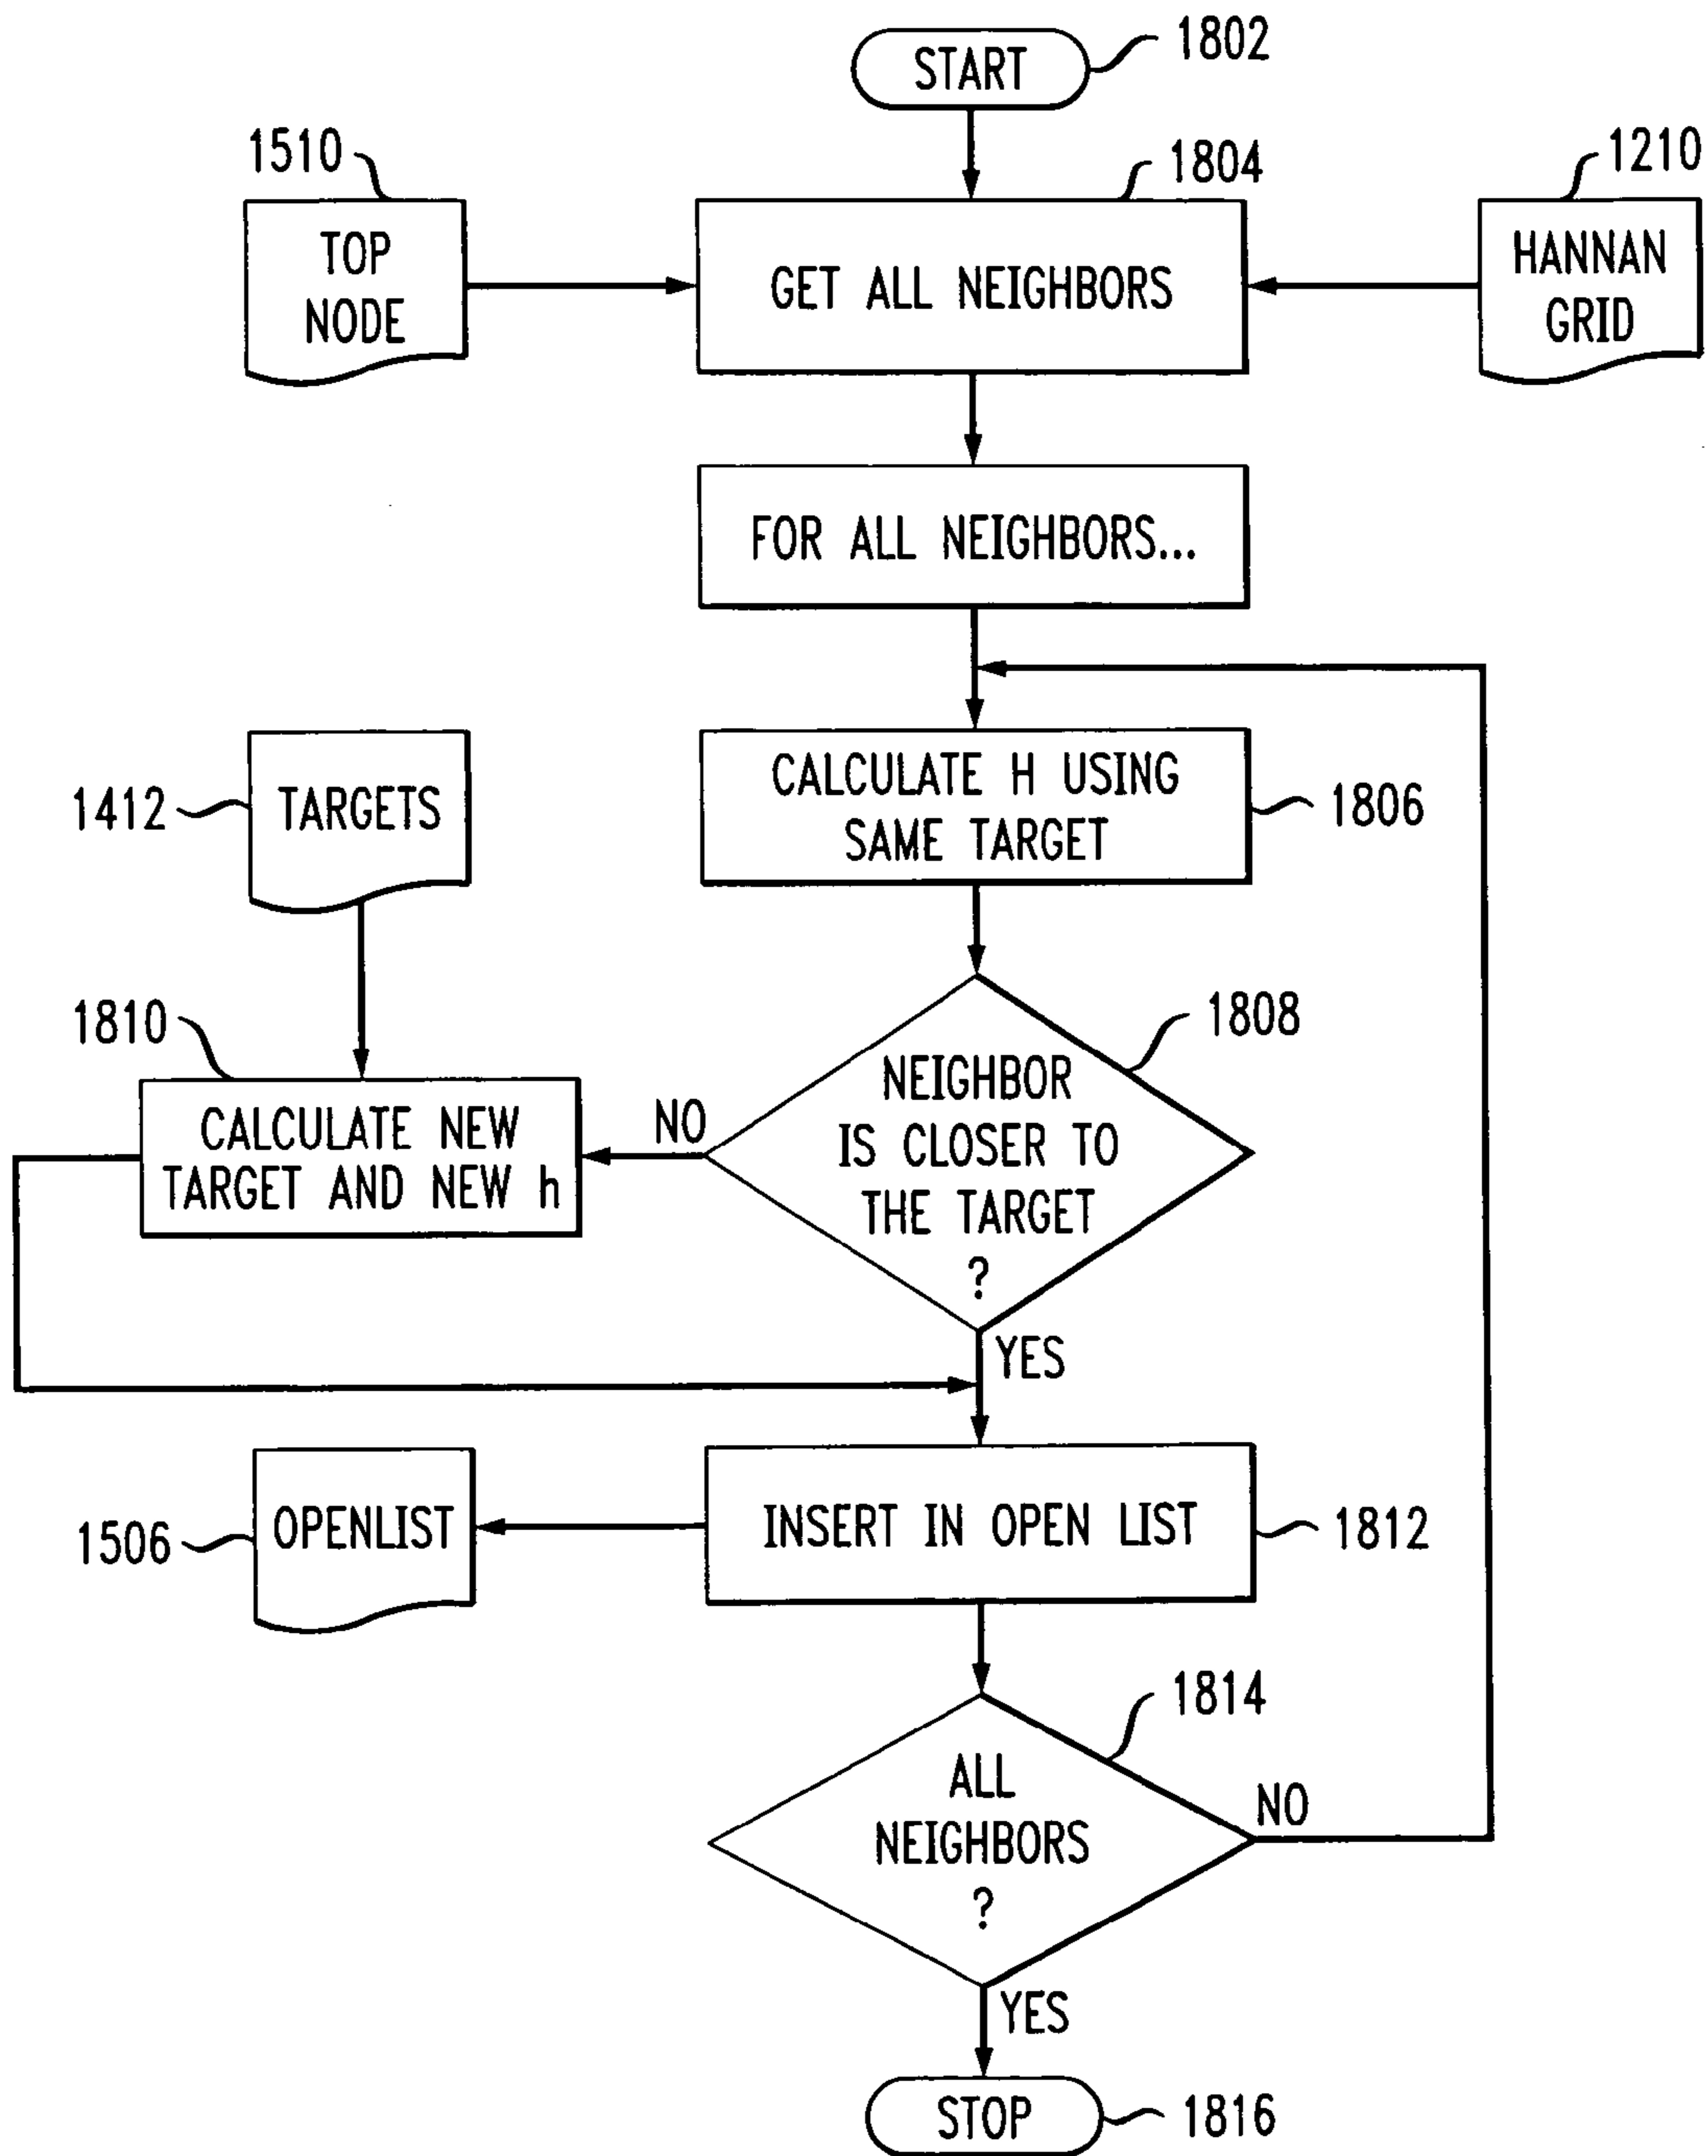 START
1802
1510
1804
1210
TOP
NODE
GET ALL NEIGHBORS
HANNAN
GRID
FOR ALL NEIGHBORS...
1412
TARGETS
CALCULATE H USING
SAME TARGET
1806
1810
1808
CALCULATE NEW
TARGET AND NEW h
NO
NEIGHBOR
IS CLOSER TO
THE TARGET
?
YES
1506
OPENLIST
INSERT IN OPEN LIST
1812
1814
ALL
NEIGHBORS
?
NO
YES
STOP
1816